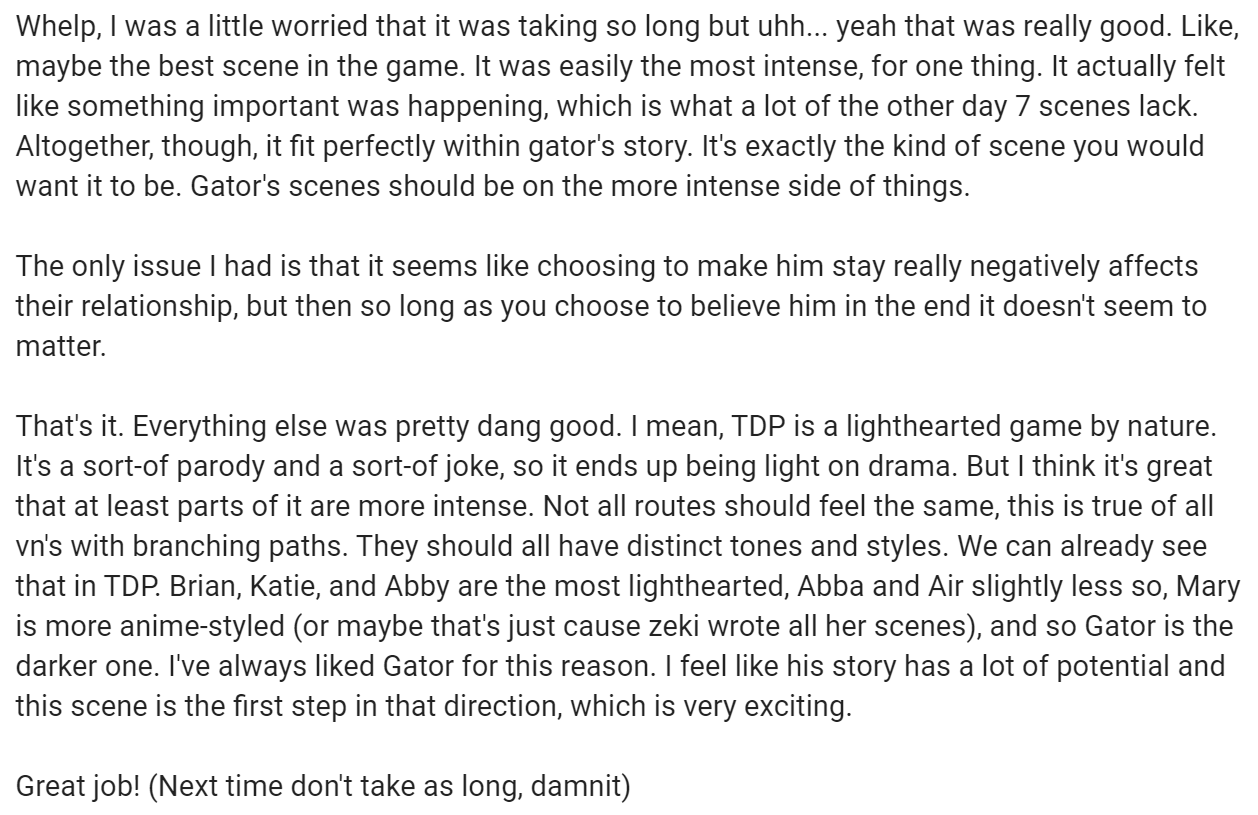 Whelp, I was a little worried that it was taking so long but uhh... yeah that was really good. Like,
maybe the best scene in the game. It was easily the most intense, for one thing. It actually felt
like something important was happening, which is what a lot of the other day 7 scenes lack.
Altogether, though, it fit perfectly within gator's story. It's exactly the kind of scene you would
want it to be. Gator's scenes should be on the more intense side of things.
The only issue I had is that it seems like choosing to make him stay really negatively affects
their relationship, but then so long as you choose to believe him in the end it doesn't seem to
matter.
That's it. Everything else was pretty dang good. I mean, TDP is a lighthearted game by nature.
It's a sort-of parody and a sort-of joke, so it ends up being light on drama. But I think it's great
that at least parts of it are more intense. Not all routes should feel the same, this is true of all
vn's with branching paths. They should all have distinct tones and styles. We can already see
that in TDP. Brian, Katie, and Abby are the most lighthearted, Abba and Air slightly less so, Mary
is more anime-styled (or maybe that's just cause zeki wrote all her scenes), and so Gator is the
darker one. I've always liked Gator for this reason. I feel like his story has a lot of potential and
this scene is the first step in that direction, which is very exciting.
Great job! (Next time don't take as long, damnit)